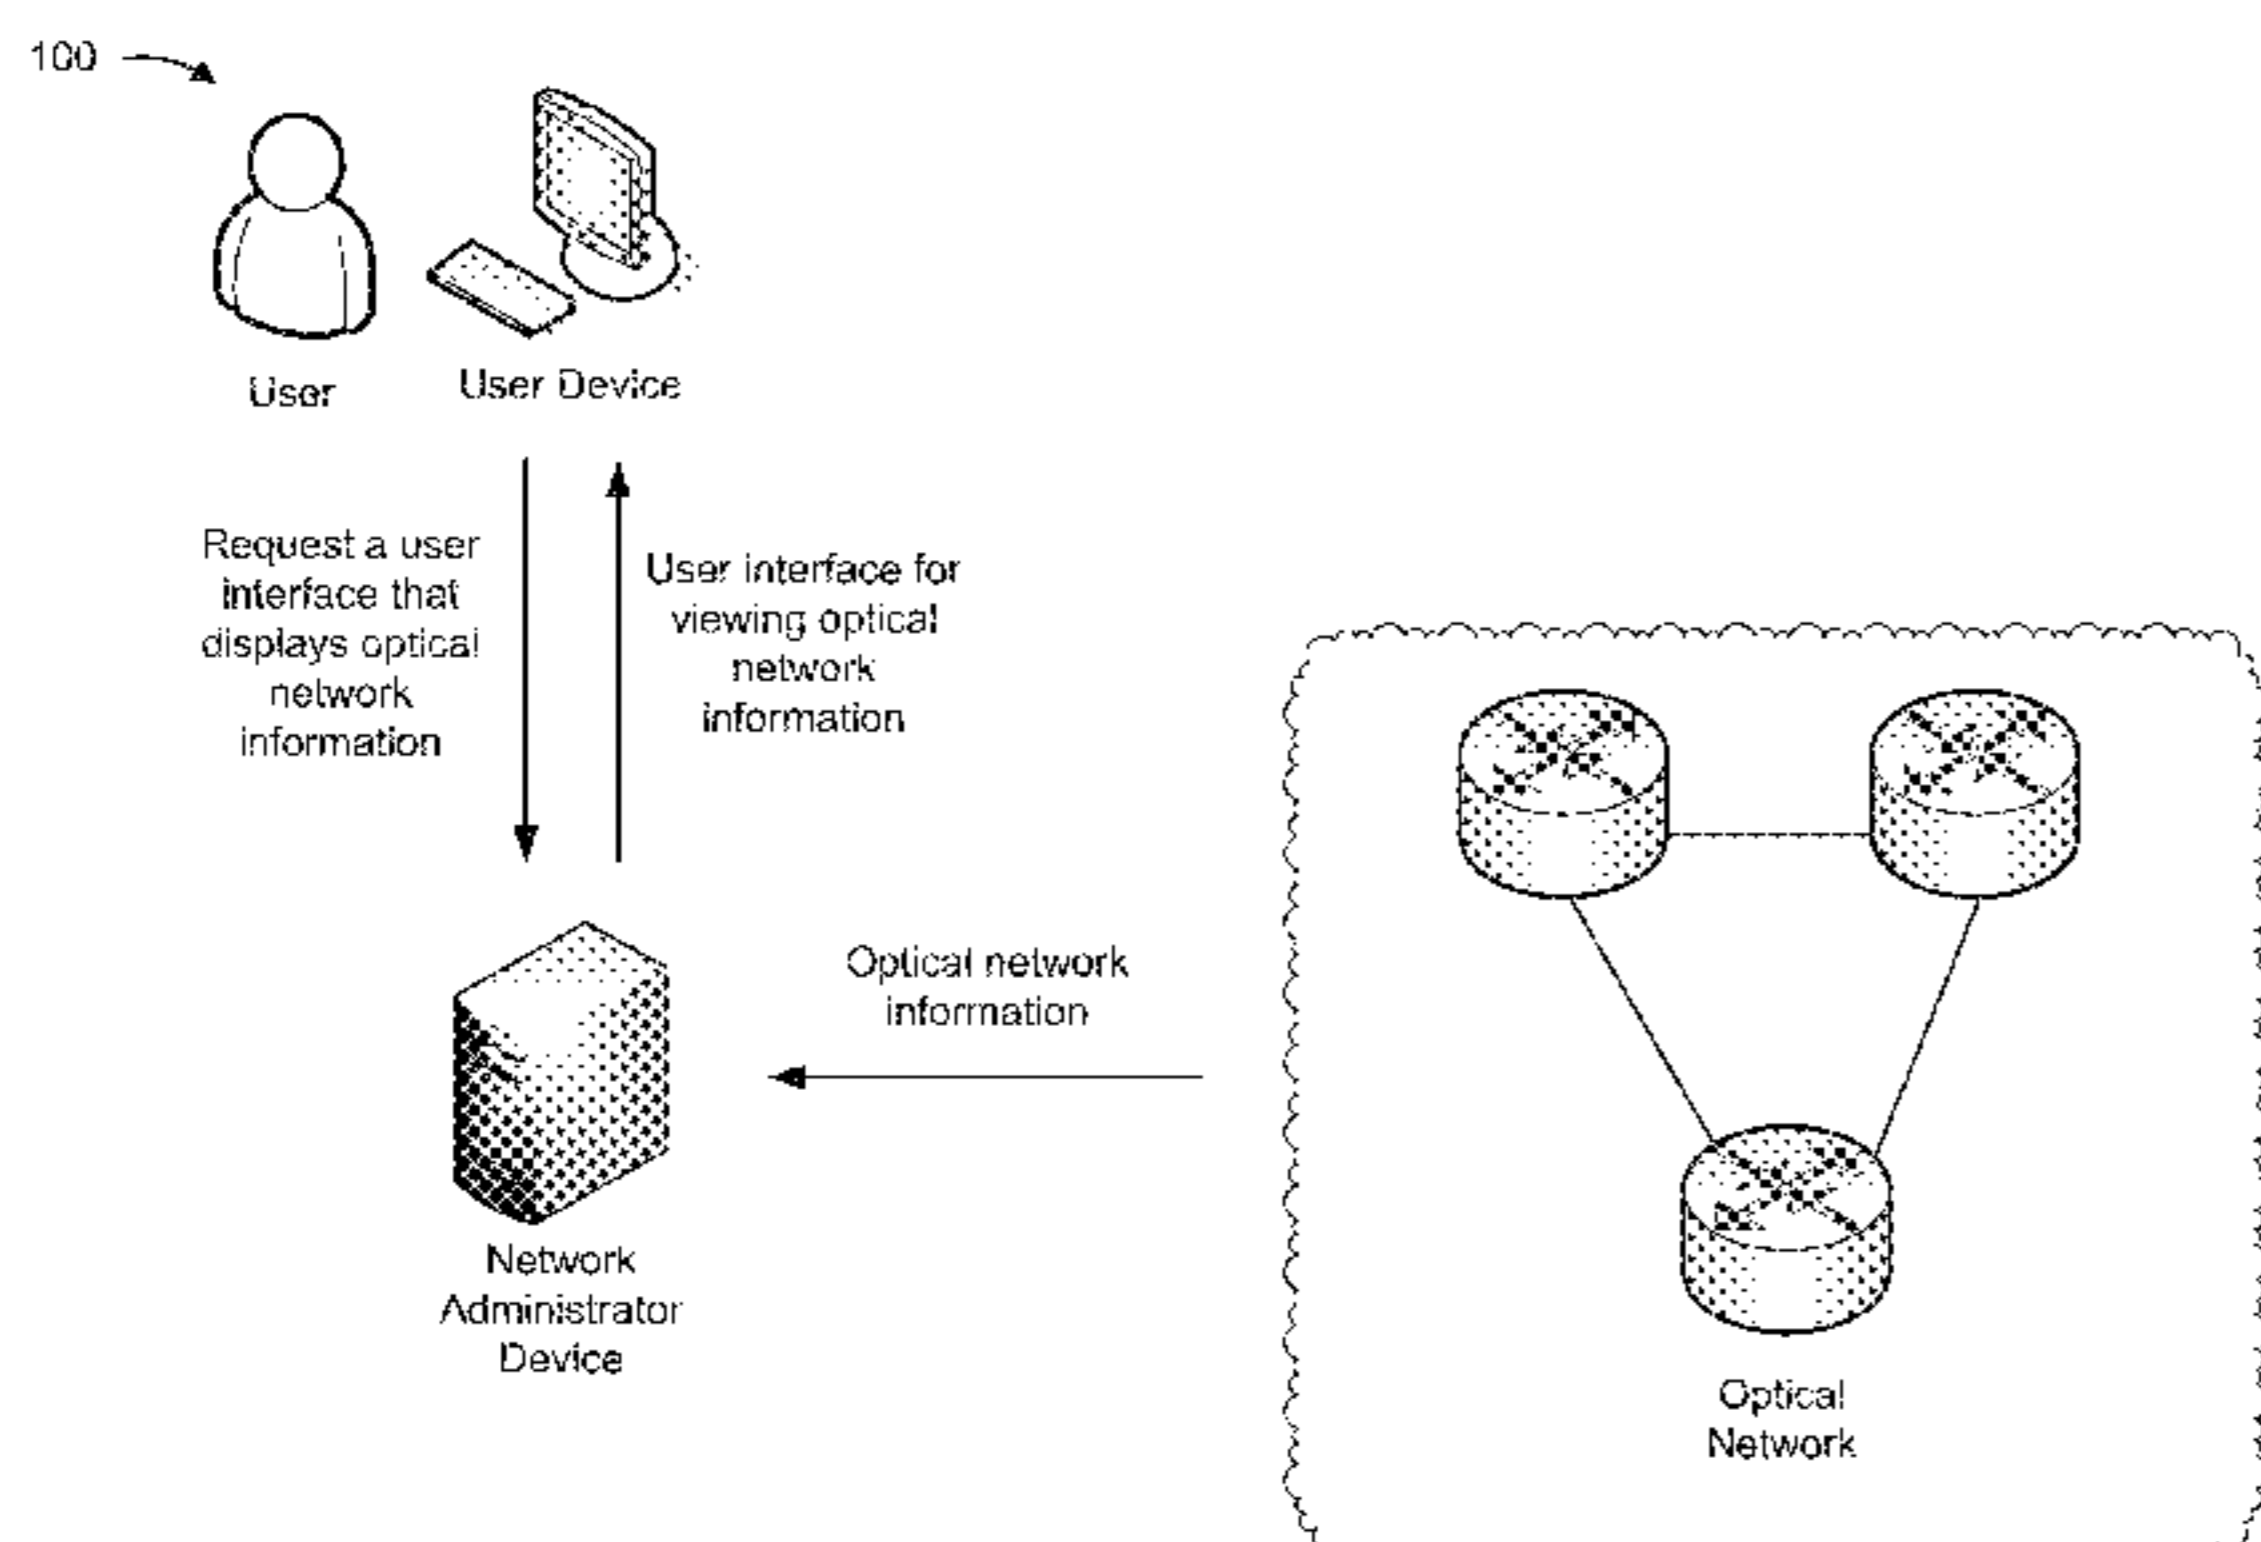 100
User
User Device
Request a user
interface that
displays optical
network
information
User interface for
viewing optical
network
information
Optical network
information
Network
Administrator
Device
Optical
Network